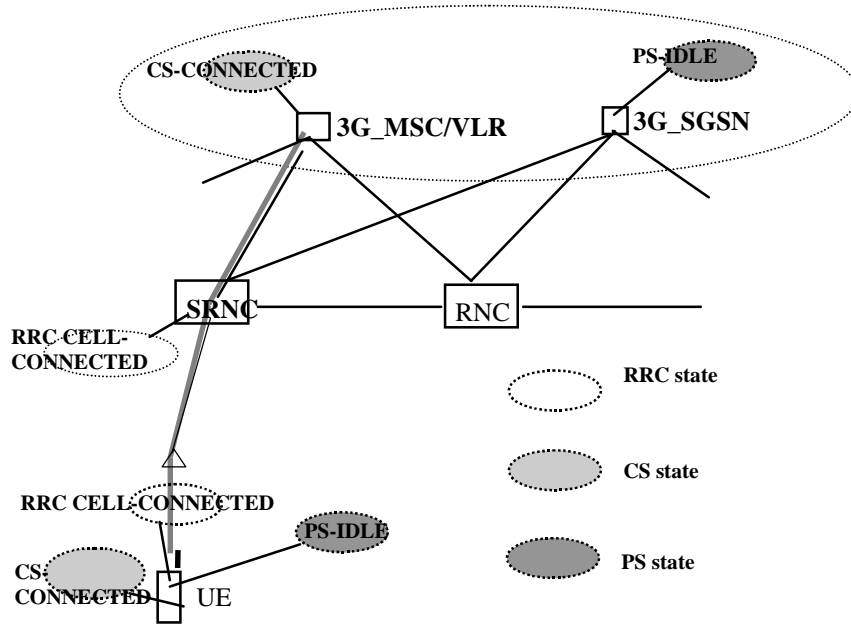 CS-CONNECTED
PS-IDLE
3G_MSC/VLR
3G_SGSN
SRNC
RNC
RRC CELL-
CONNECTED
RRC state
CS state
RRC CELL-CONNECTED
PS-IDLE
PS state
CS-
CONNECTED
UE